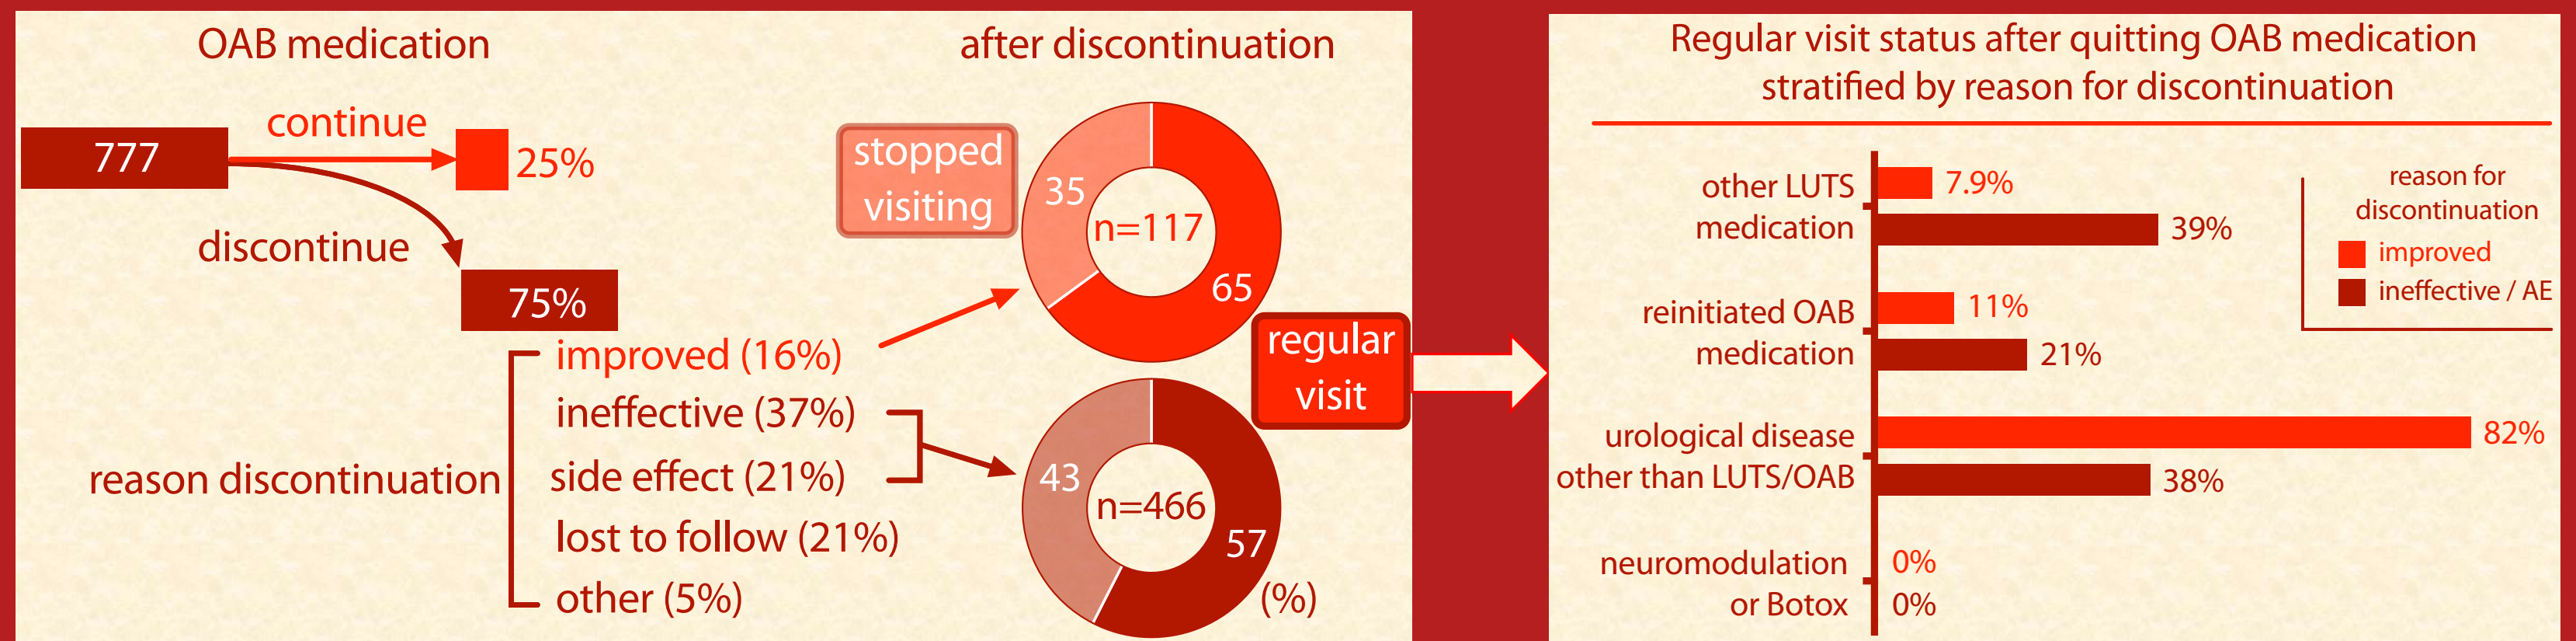 OAB medication
777
continue
25%
discontinue
75%
reason discontinuation
improved (16%)
ineffective (37%)
side effect (21%)
lost to follow (21%)
other (5%)
after discontinuation
stopped
visiting
35
n=117
65
regular
visit
43
n=466
57
(%)
Regular visit status after quitting OAB medication
stratified by reason for discontinuation
other LUTS
medication
7.9%
39%
reinitiated OAB
medication
11%
21%
urological disease
other than LUTS/OAB
82%
38%
neuromodulation
or Botox
0%
0%
reason for
discontinuation
improved
ineffective / AE